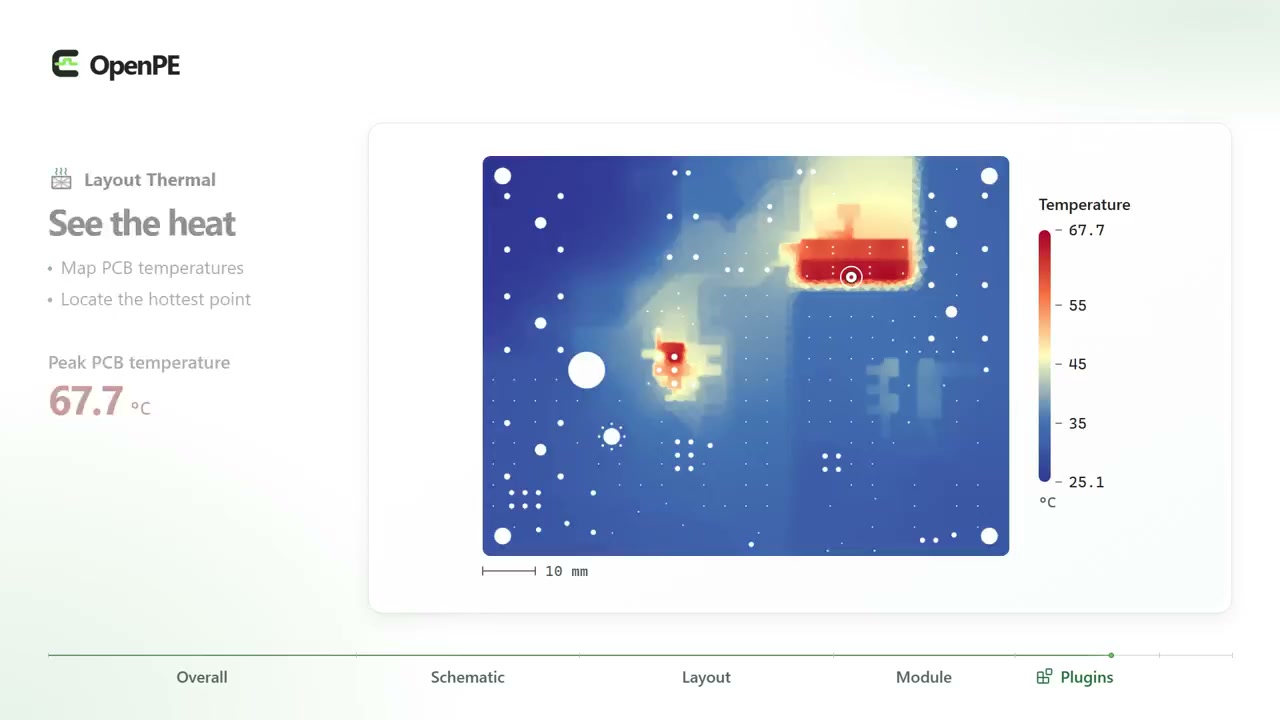 OpenPE
Layout Thermal
See the heat
• Map PCB temperatures
• Locate the hottest point
Peak PCB temperature
67.7 °C
Temperature
67.7
55
45
35
25.1
°C
10 mm
Overall
Schematic
Layout
Module
Plugins